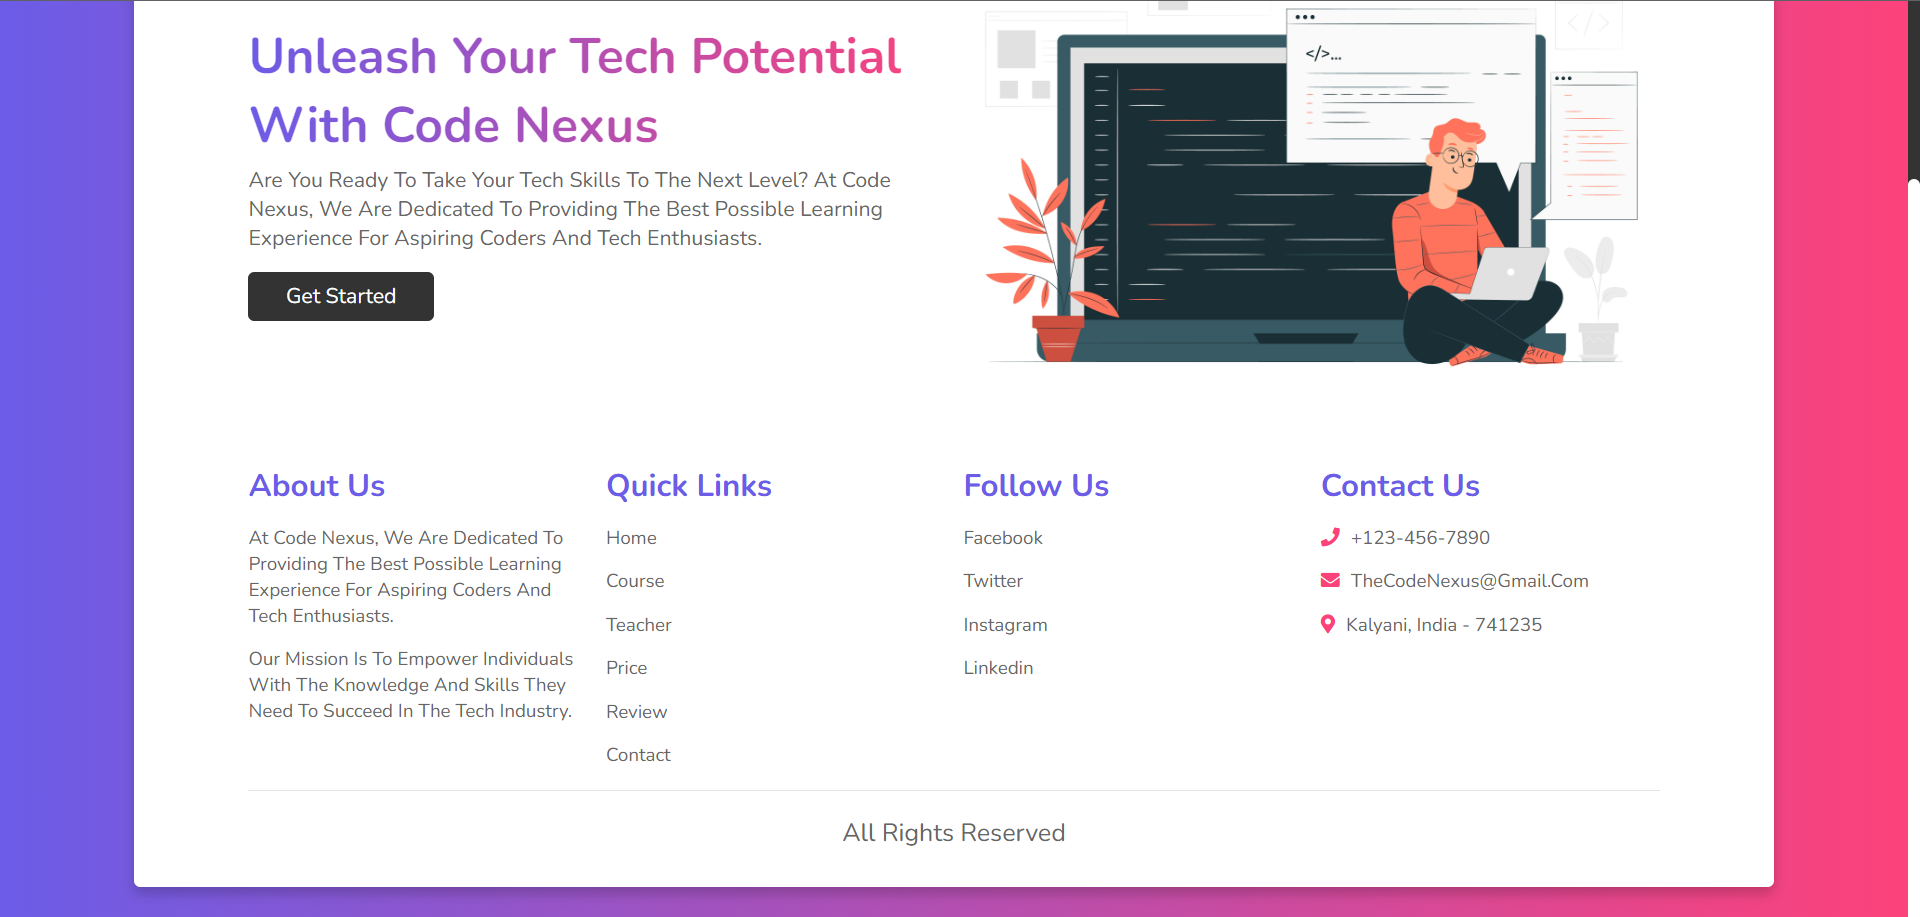 Unleash Your Tech Potential
With Code Nexus
Are You Ready To Take Your Tech Skills To The Next Level? At Code
Nexus, We Are Dedicated To Providing The Best Possible Learning
Experience For Aspiring Coders And Tech Enthusiasts.
Get Started
</>...
</>
About Us
At Code Nexus, We Are Dedicated To
Providing The Best Possible Learning
Experience For Aspiring Coders And
Tech Enthusiasts.
Our Mission Is To Empower Individuals
With The Knowledge And Skills They
Need To Succeed In The Tech Industry.
Quick Links
Home
Course
Teacher
Price
Review
Contact
Follow Us
Facebook
Twitter
Instagram
Linkedin
Contact Us
+123-456-7890
TheCodeNexus@Gmail.Com
Kalyani, India - 741235
All Rights Reserved